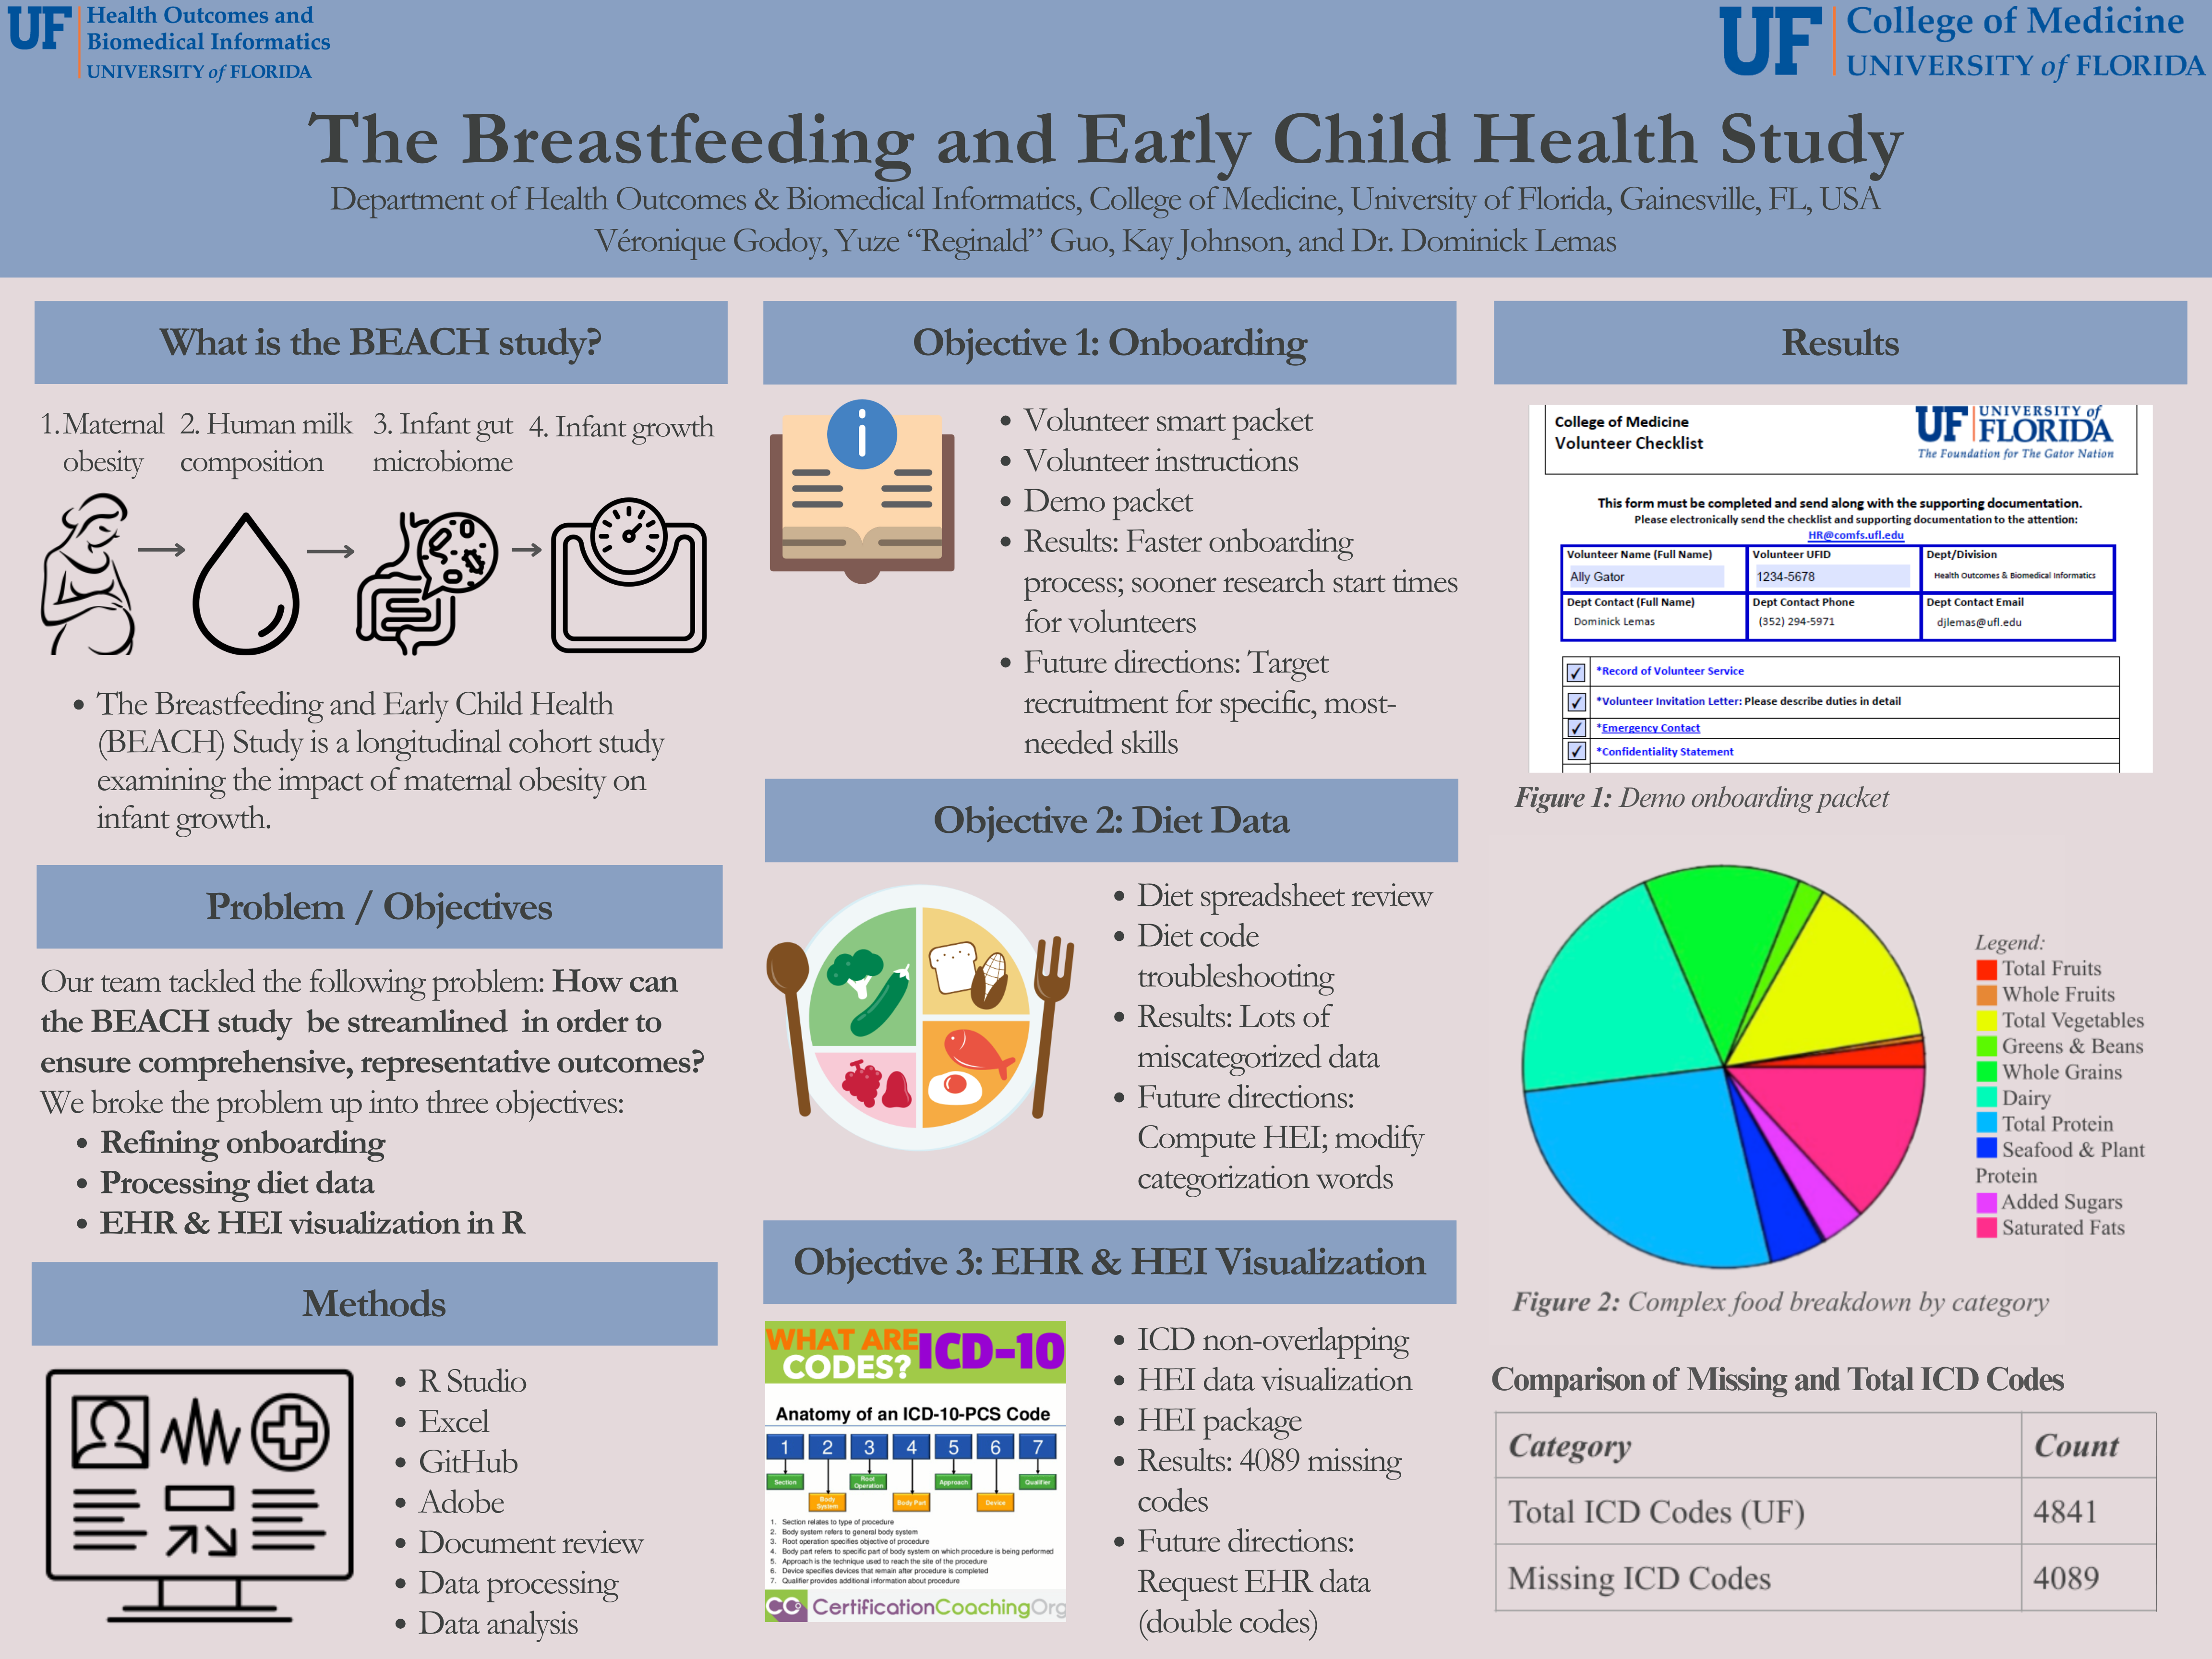 UF Health Outcomes and
Biomedical Informatics
UNIVERSITY of FLORIDA
UF College of Medicine
UNIVERSITY of FLORIDA
The Breastfeeding and Early Child Health Study
Department of Health Outcomes & Biomedical Informatics, College of Medicine, University of Florida, Gainesville, FL, USA
Véronique Godoy, Yuze “Reginald” Guo, Kay Johnson, and Dr. Dominick Lemas
What is the BEACH study?
1. Maternal
obesity
2. Human milk
composition
3. Infant gut
microbiome
4. Infant growth
• The Breastfeeding and Early Child Health
(BEACH) Study is a longitudinal cohort study
examining the impact of maternal obesity on
infant growth.
Problem / Objectives
Our team tackled the following problem: How can
the BEACH study be streamlined in order to
ensure comprehensive, representative outcomes?
We broke the problem up into three objectives:
• Refining onboarding
• Processing diet data
• EHR & HEI visualization in R
Methods
• R Studio
• Excel
• GitHub
• Adobe
• Document review
• Data processing
• Data analysis
Objective 1: Onboarding
i
• Volunteer smart packet
• Volunteer instructions
• Demo packet
• Results: Faster onboarding
process; sooner research start times
for volunteers
• Future directions: Target
recruitment for specific, most-
needed skills
Objective 2: Diet Data
• Diet spreadsheet review
• Diet code
troubleshooting
• Results: Lots of
miscategorized data
• Future directions:
Compute HEI; modify
categorization words
Objective 3: EHR & HEI Visualization
WHAT ARE ICD-10
CODES?
Anatomy of an ICD-10-PCS Code
1 2 3 4 5 6 7
Section
Body System
Root Operation
Body Part
Approach
Device
Qualifier
1. Section relates to type of procedure
2. Body system refers to general body system
3. Root operation specifies objective of procedure
4. Body part refers to specific part of body system on which procedure is being performed
5. Approach is the technique used to reach the site of the procedure
6. Device specifies devices that remain after procedure is completed
7. Qualifier provides additional information about procedure
CertificationCoachingOrg
• ICD non-overlapping
• HEI data visualization
• HEI package
• Results: 4089 missing
codes
• Future directions:
Request EHR data
(double codes)
Results
College of Medicine
Volunteer Checklist
UF UNIVERSITY of
FLORIDA
The Foundation for The Gator Nation
This form must be completed and send along with the supporting documentation.
Please electronically send the checklist and supporting documentation to the attention:
HR@comfs.ufl.edu
Volunteer Name (Full Name) Volunteer UFID Dept/Division
Ally Gator 1234-5678 Health Outcomes & Biomedical Informatics
Dept Contact (Full Name) Dept Contact Phone Dept Contact Email
Dominick Lemas (352) 294-5971 djlemas@ufl.edu
✓ *Record of Volunteer Service
✓ *Volunteer Invitation Letter: Please describe duties in detail
✓ *Emergency Contact
✓ *Confidentiality Statement
Figure 1: Demo onboarding packet
Legend:
Total Fruits
Whole Fruits
Total Vegetables
Greens & Beans
Whole Grains
Dairy
Total Protein
Seafood & Plant
Protein
Added Sugars
Saturated Fats
Figure 2: Complex food breakdown by category
Comparison of Missing and Total ICD Codes
Category Count
Total ICD Codes (UF) 4841
Missing ICD Codes 4089